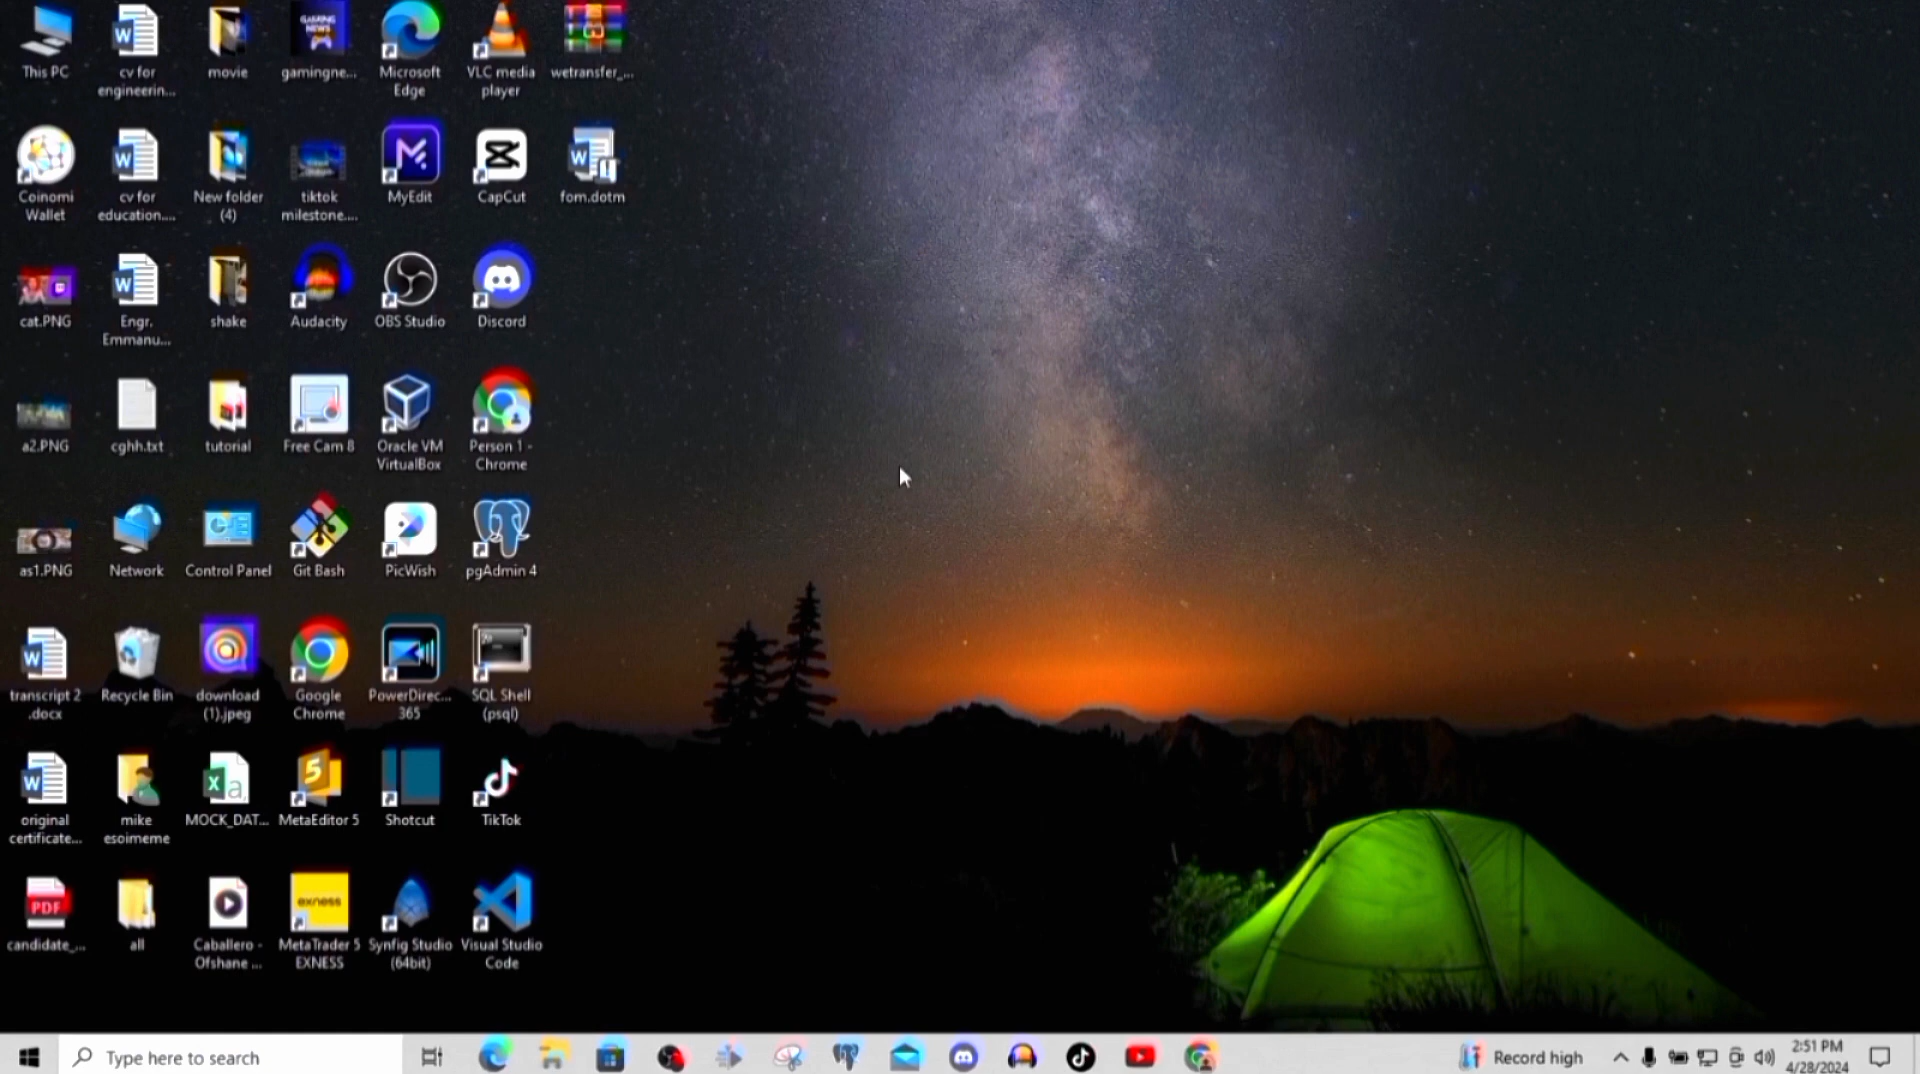 This PC
cv for
engineerin...
movie
GAMING
NEWS
gamingne...
Microsoft
Edge
VLC media
player
wetransfer_...
Coinomi
Wallet
cv for
education....
New folder
(4)
tiktok
milestone....
MyEdit
CapCut
fom.dotm
cat.PNG
Engr.
Emmanu...
shake
Audacity
OBS Studio
Discord
a2.PNG
cghh.txt
tutorial
Free Cam 8
Oracle VM
VirtualBox
Person 1 -
Chrome
as1.PNG
Network
Control Panel
Git Bash
PicWish
pgAdmin 4
transcript 2
.docx
Recycle Bin
download
(1).jpeg
Google
Chrome
PowerDirec...
365
SQL Shell
(psql)
original
certificate...
mike
esoimeme
MOCK_DAT...
MetaEditor 5
Shotcut
TikTok
PDF
candidate_...
all
Caballero -
Ofshane ...
exness
MetaTrader 5
EXNESS
Synfig Studio
(64bit)
Visual Studio
Code
Type here to search
Record high
2:51 PM
4/28/2024